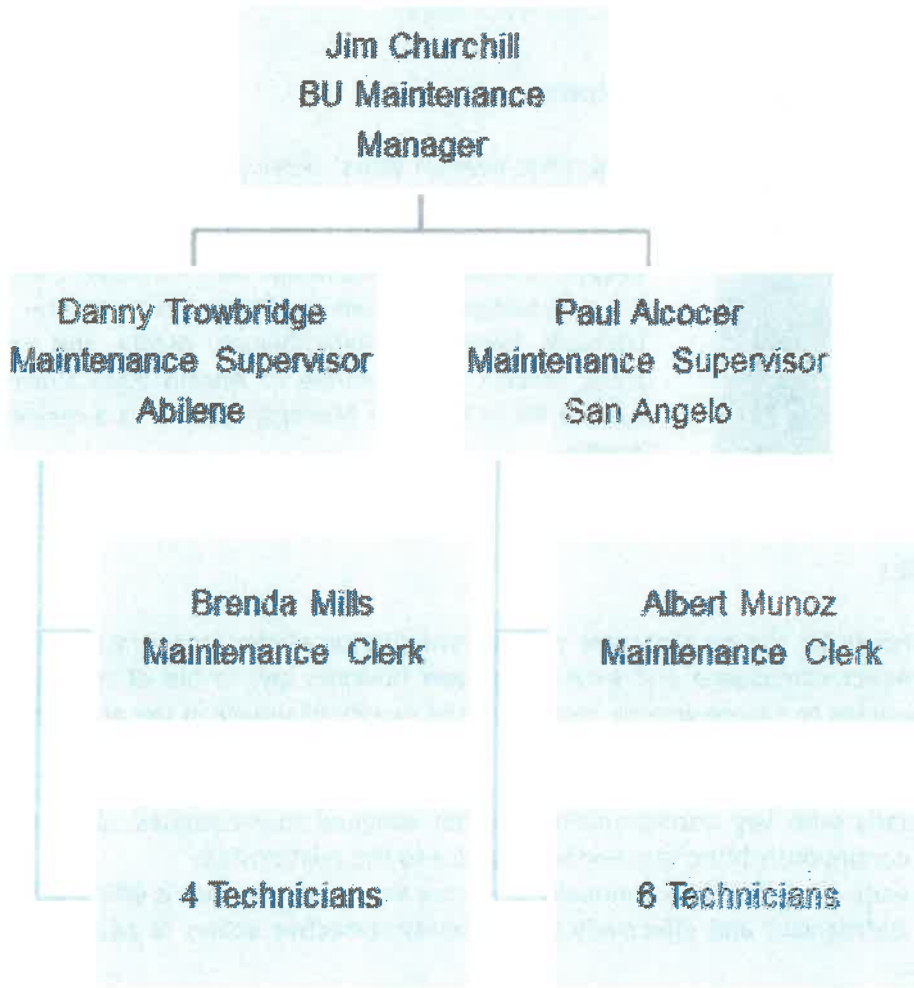 Jim Churchill
BU Maintenance
Manager
Danny Trowbridge
Maintenance Supervisor
Abilene
Paul Alcocer
Maintenance Supervisor
San Angelo
Brenda Mills
Maintenance Clerk
Albert Munoz
Maintenance Clerk
4 Technicians
6 Technicians